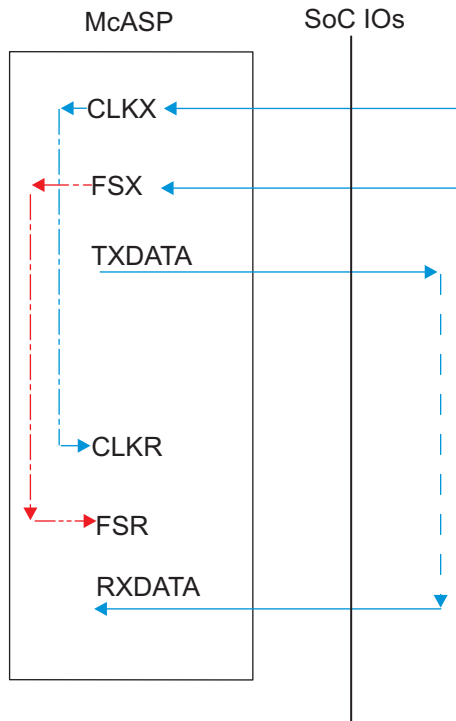 McASP
SoC IOs
CLKX
FSX
TXDATA
CLKR
FSR
RXDATA